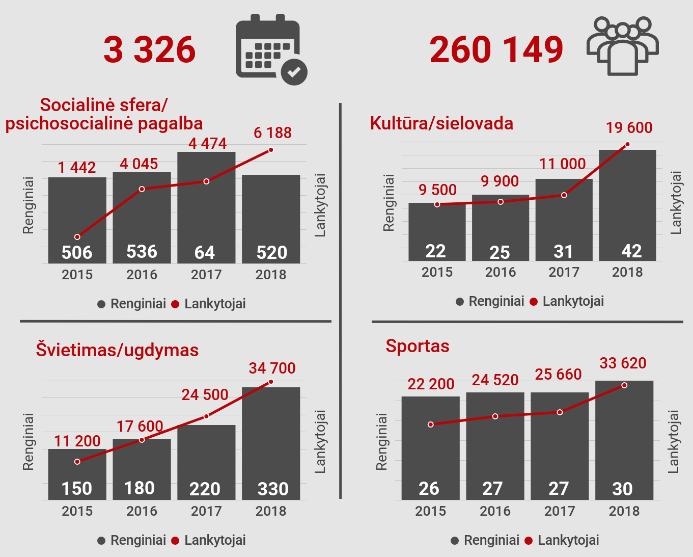 3 326
260 149
Socialinė sfera/
psichosocialinė pagalba
Renginiai
Lankytojai
1 442
4 045
4 474
6 188
506
536
64
520
2015
2016
2017
2018
Renginiai
Lankytojai
Kultūra/sielovada
Renginiai
Lankytojai
9 500
9 900
11 000
19 600
22
25
31
42
2015
2016
2017
2018
Renginiai
Lankytojai
Švietimas/ugdymas
Renginiai
Lankytojai
11 200
17 600
24 500
34 700
150
180
220
330
2015
2016
2017
2018
Renginiai
Lankytojai
Sportas
Renginiai
Lankytojai
22 200
24 520
25 660
33 620
26
27
27
30
2015
2016
2017
2018
Renginiai
Lankytojai